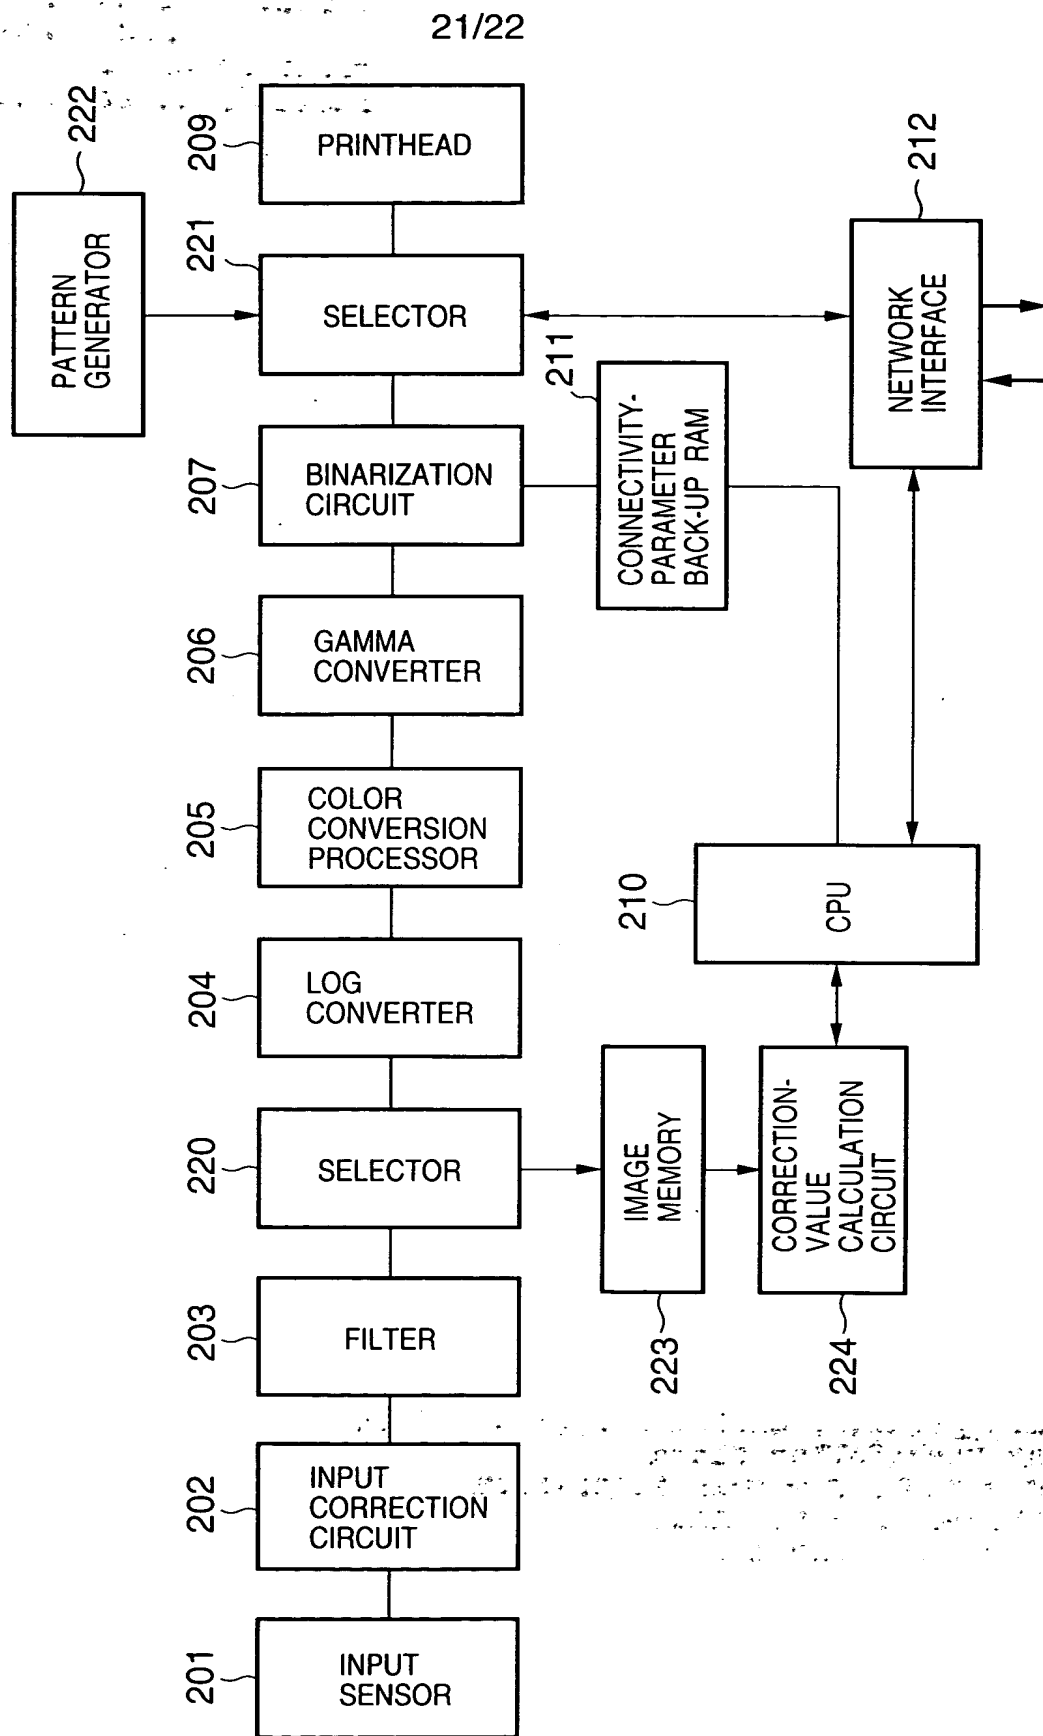 21/22
222
PATTERN
GENERATOR
209
PRINTHEAD
221
SELECTOR
212
NETWORK
INTERFACE
211
CONNECTIVITY-
PARAMETER
BACK-UP RAM
207
BINARIZATION
CIRCUIT
206
GAMMA
CONVERTER
205
COLOR
CONVERSION
PROCESSOR
210
CPU
204
LOG
CONVERTER
220
SELECTOR
IMAGE
MEMORY
223
CORRECTION-
VALUE
CALCULATION
CIRCUIT
224
203
FILTER
202
INPUT
CORRECTION
CIRCUIT
201
INPUT
SENSOR